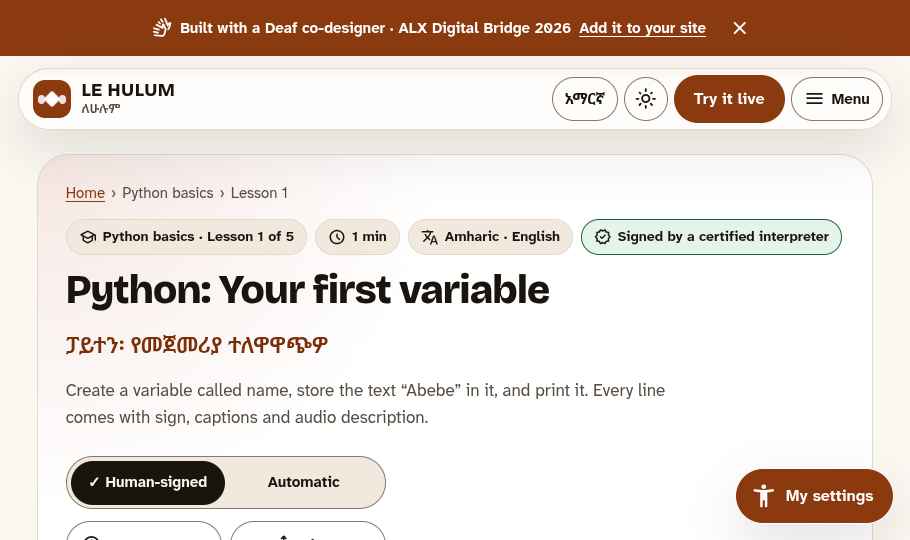 Built with a Deaf co-designer · ALX Digital Bridge 2026 Add it to your site
LE HULUM
ለሁሉም
አማርኛ
Try it live
Menu
Home › Python basics › Lesson 1
Python basics · Lesson 1 of 5
1 min
Amharic · English
Signed by a certified interpreter
Python: Your first variable
ፓይተን፡ የመጀመሪያ ተለዋዋጭዎ
Create a variable called name, store the text “Abebe” in it, and print it. Every line
comes with sign, captions and audio description.
✓ Human-signed
Automatic
My settings